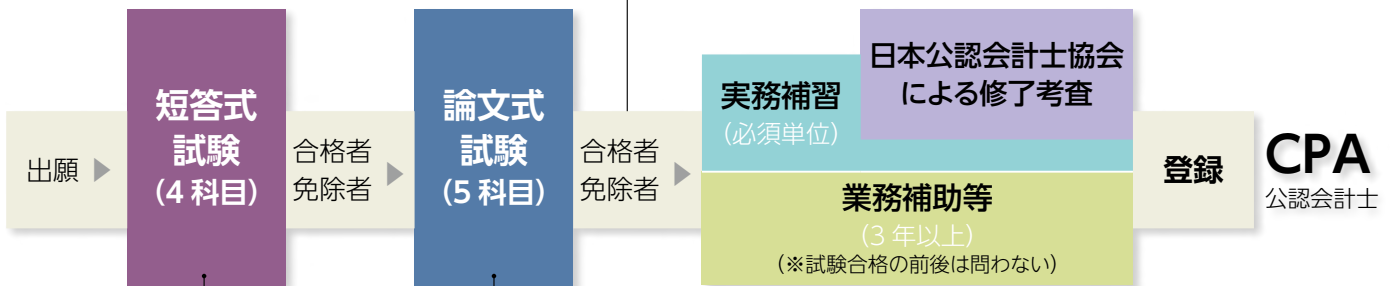 出願
短答式
試験
(4科目)
合格者
免除者
論文式
試験
(5科目)
合格者
免除者
実務補習
(必須単位)
日本公認会計士協会
による修了考査
業務補助等
(3年以上)
(※試験合格の前後は問わない)
登録
CPA
公認会計士